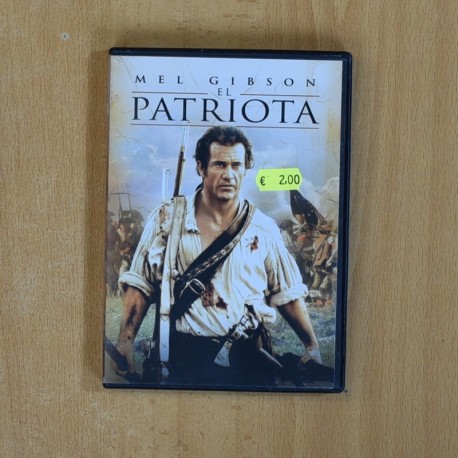 MEL GIBSON
EL
PATRIOTA
€ 2.00